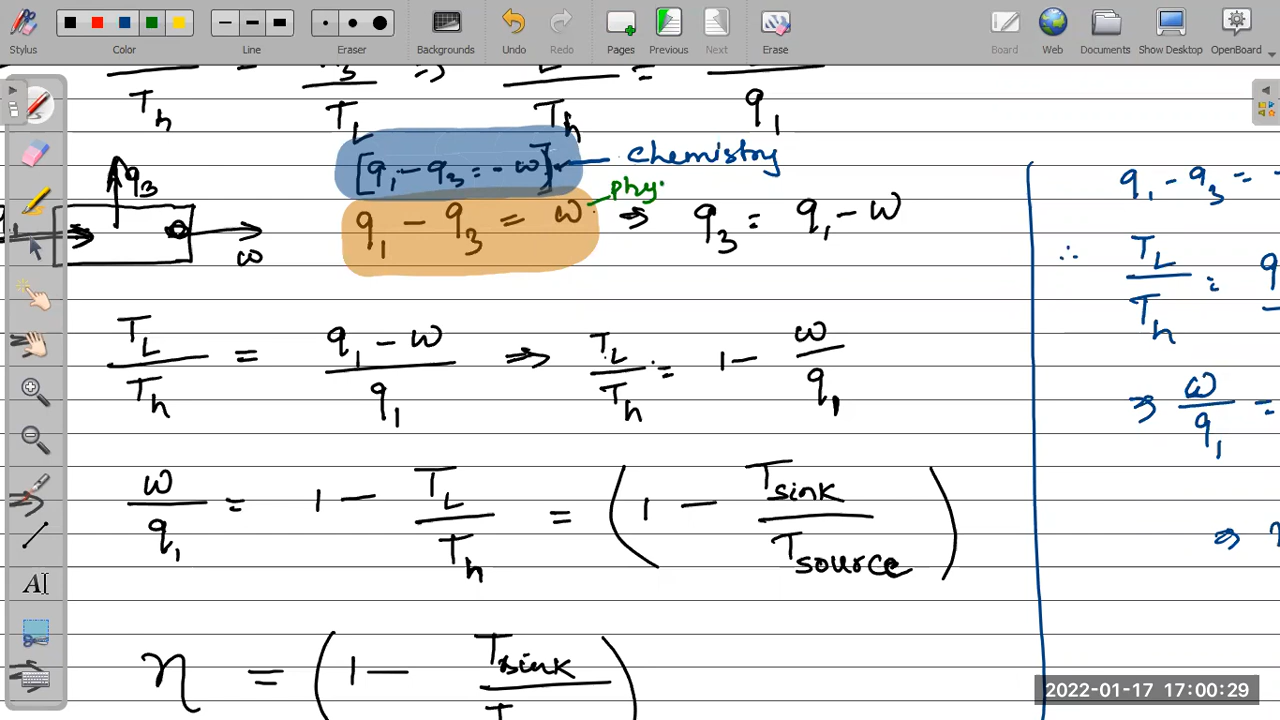 Stylus Color Line Eraser Backgrounds Undo Redo Pages Previous Next Erase Board Web Documents Show Desktop OpenBoard
/T_h = /T_L ⇒ /T_h = /q_1
[q_1 - q_3 = - w] ← chemistry
q_3
q_1 - q_3 = w phy. ⇒ q_3 = q_1 - w
w
T_L/T_h = (q_1 - w)/q_1 ⇒ T_L/T_h = 1 - w/q_1
w/q_1 = 1 - T_L/T_h = (1 - T_sink/T_source)
η = (1 - T_sink/T
q_1 - q_3 = -
∴ T_L/T_h = q
⇒ w/q_1 =
⇒
AI
2022-01-17 17:00:29